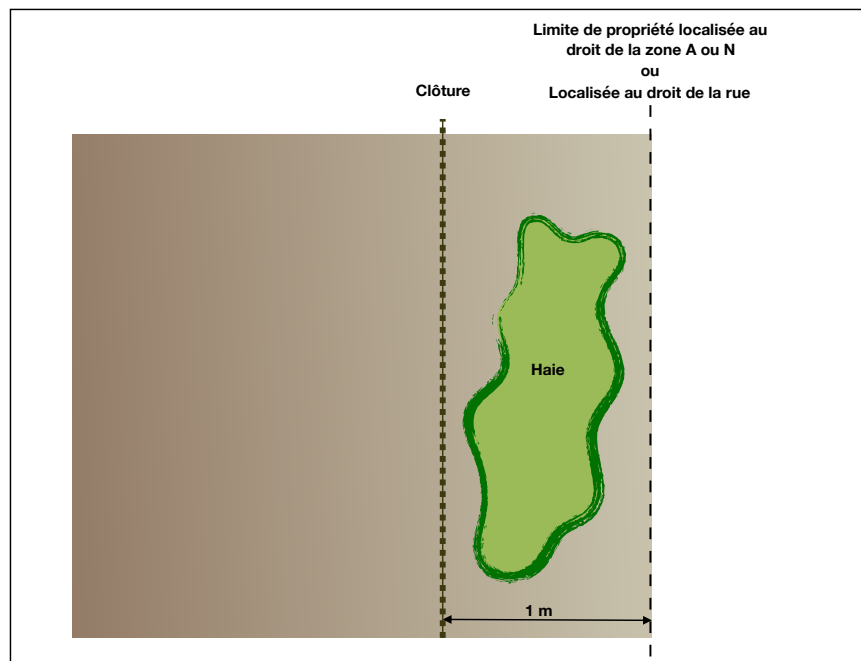 Limite de propriété localisée au
droit de la zone A ou N
ou
Localisée au droit de la rue
Clôture
Haie
1 m